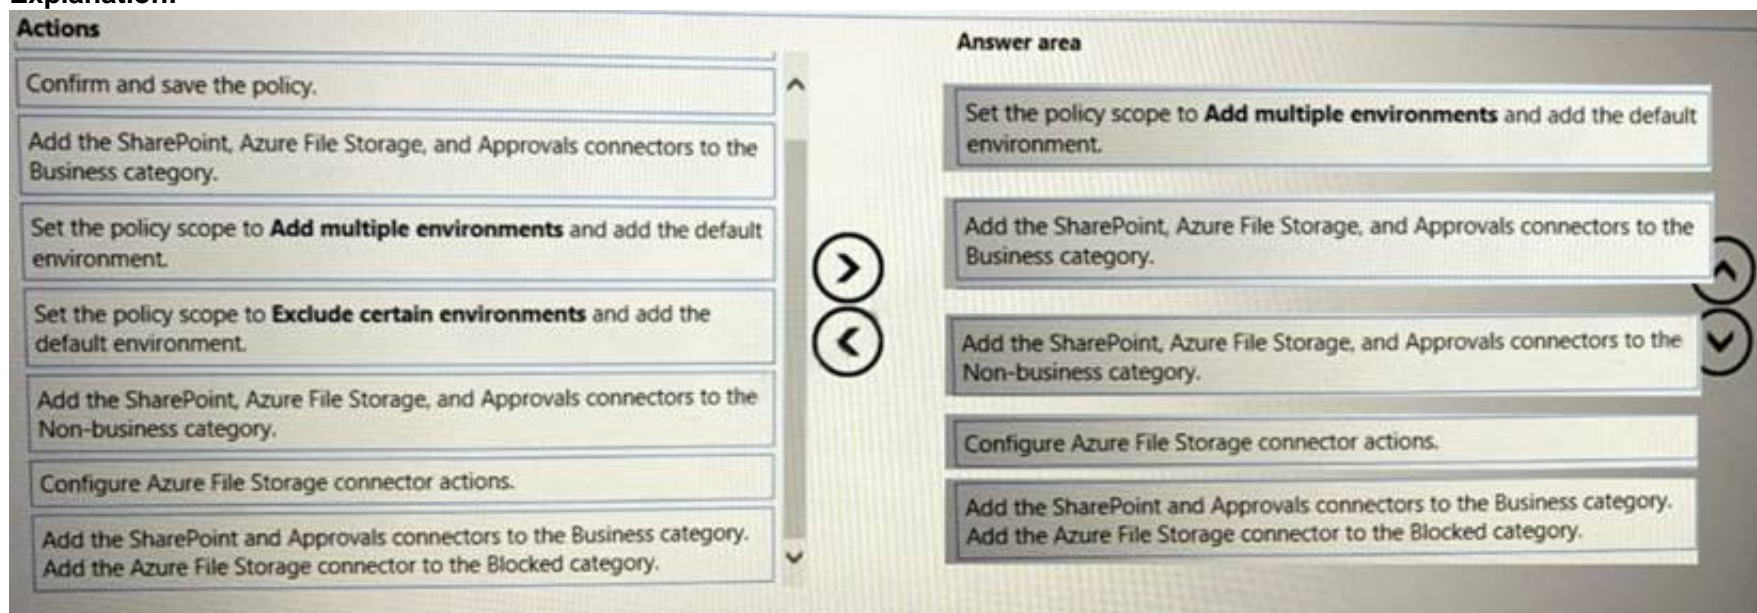 Explanation:
Actions
Confirm and save the policy.
Add the SharePoint, Azure File Storage, and Approvals connectors to the
Business category.
Set the policy scope to Add multiple environments and add the default
environment.
Set the policy scope to Exclude certain environments and add the
default environment.
Add the SharePoint, Azure File Storage, and Approvals connectors to the
Non-business category.
Configure Azure File Storage connector actions.
Add the SharePoint and Approvals connectors to the Business category.
Add the Azure File Storage connector to the Blocked category.
Answer area
Set the policy scope to Add multiple environments and add the default
environment.
Add the SharePoint, Azure File Storage, and Approvals connectors to the
Business category.
Add the SharePoint, Azure File Storage, and Approvals connectors to the
Non-business category.
Configure Azure File Storage connector actions.
Add the SharePoint and Approvals connectors to the Business category.
Add the Azure File Storage connector to the Blocked category.